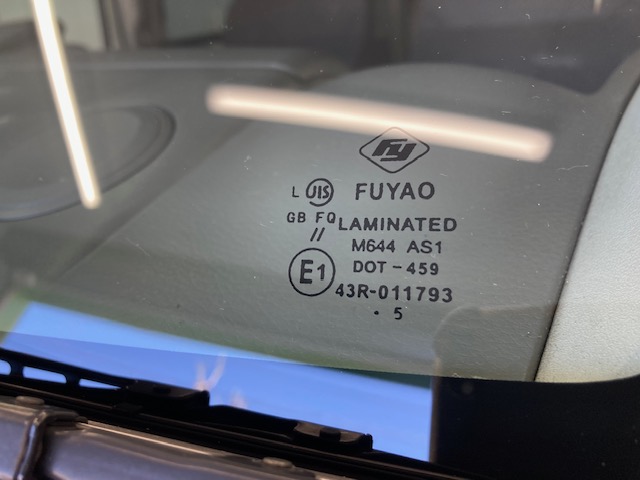 FY
L JIS FUYAO
GB FQ LAMINATED
// M644 AS1
E1 DOT-459
43R-011793
. 5